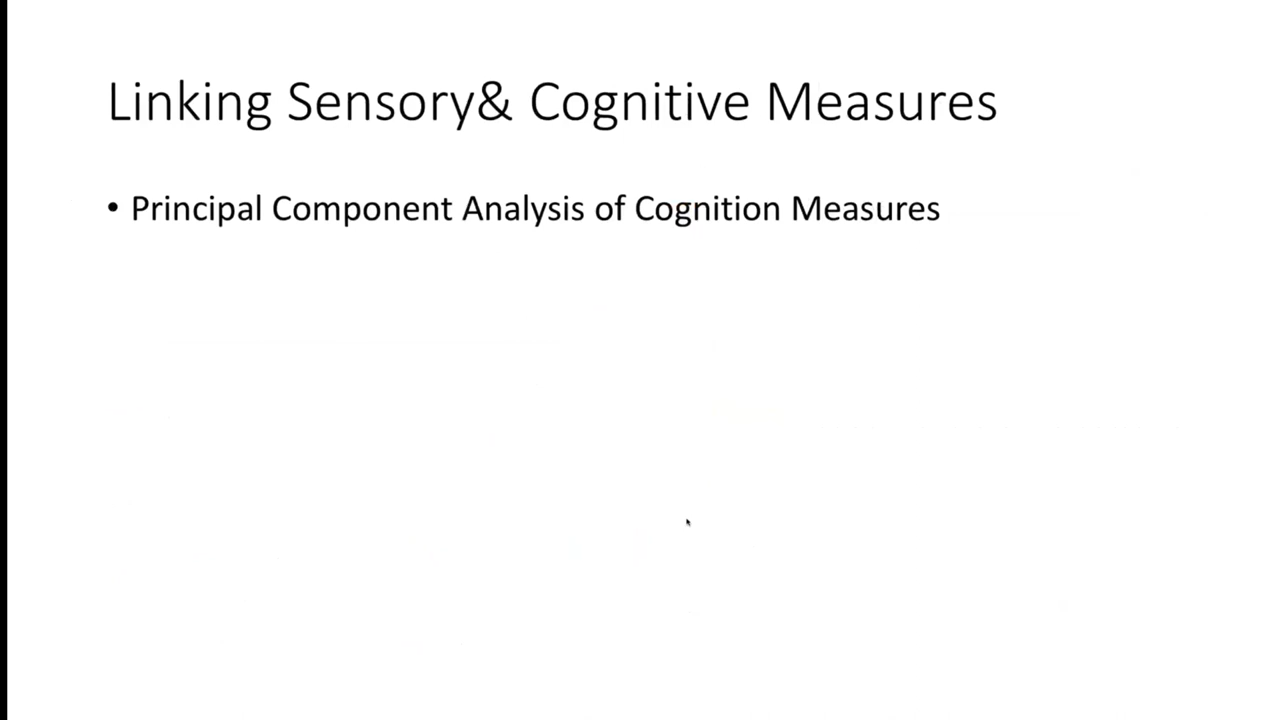 Linking Sensory& Cognitive Measures
• Principal Component Analysis of Cognition Measures